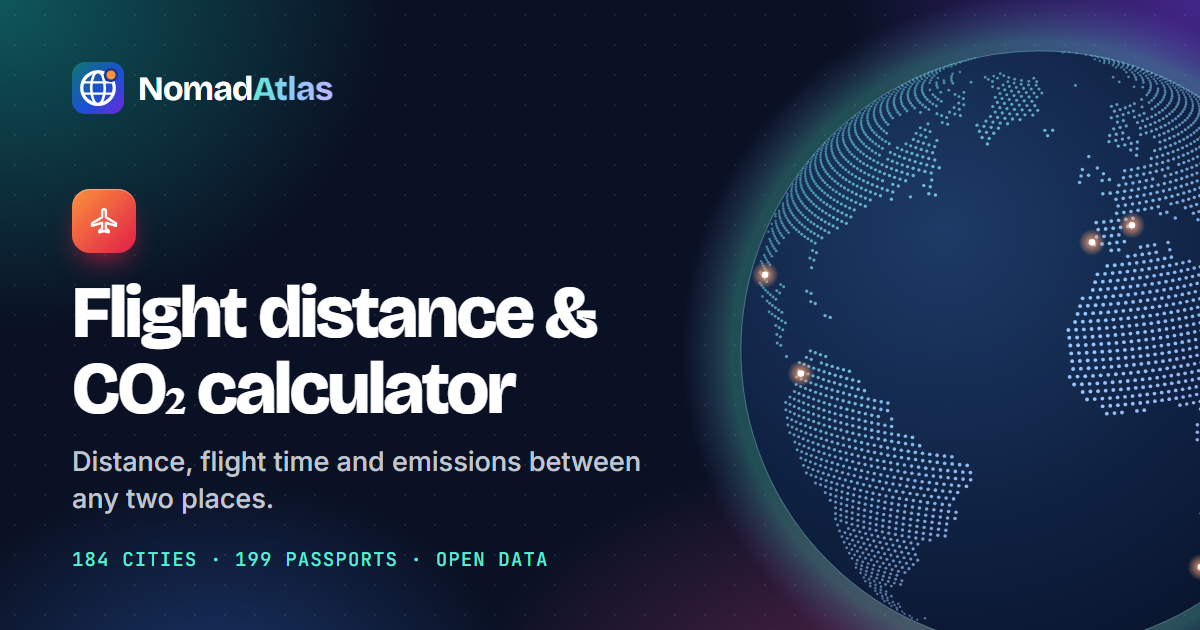 NomadAtlas
Flight distance &
CO₂ calculator
Distance, flight time and emissions between
any two places.
184 CITIES · 199 PASSPORTS · OPEN DATA